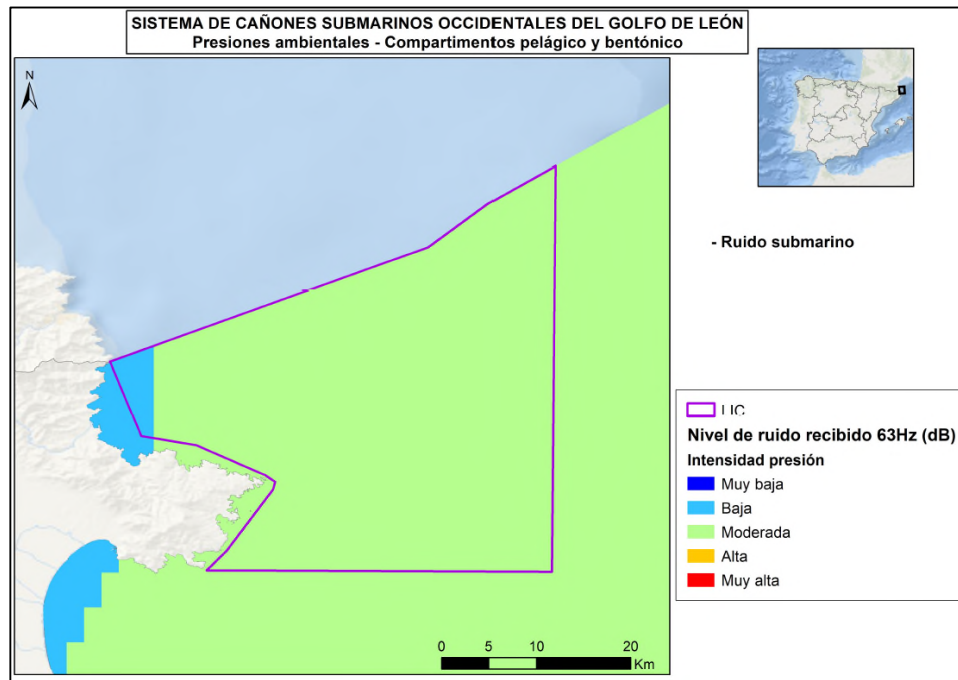 SISTEMA DE CAÑONES SUBMARINOS OCCIDENTALES DEL GOLFO DE LEÓN
Presiones ambientales - Compartimentos pelágico y bentónico
N
- Ruido submarino
LIC
Nivel de ruido recibido 63Hz (dB)
Intensidad presión
Muy baja
Baja
Moderada
Alta
Muy alta
0 5 10 20
Km